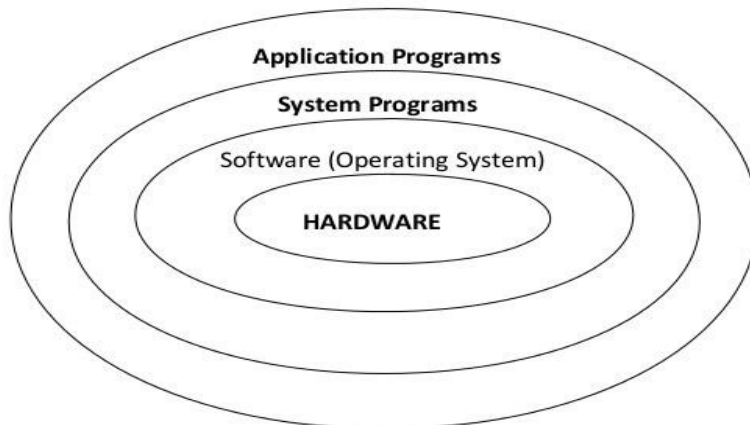 Application Programs
System Programs
Software (Operating System)
HARDWARE